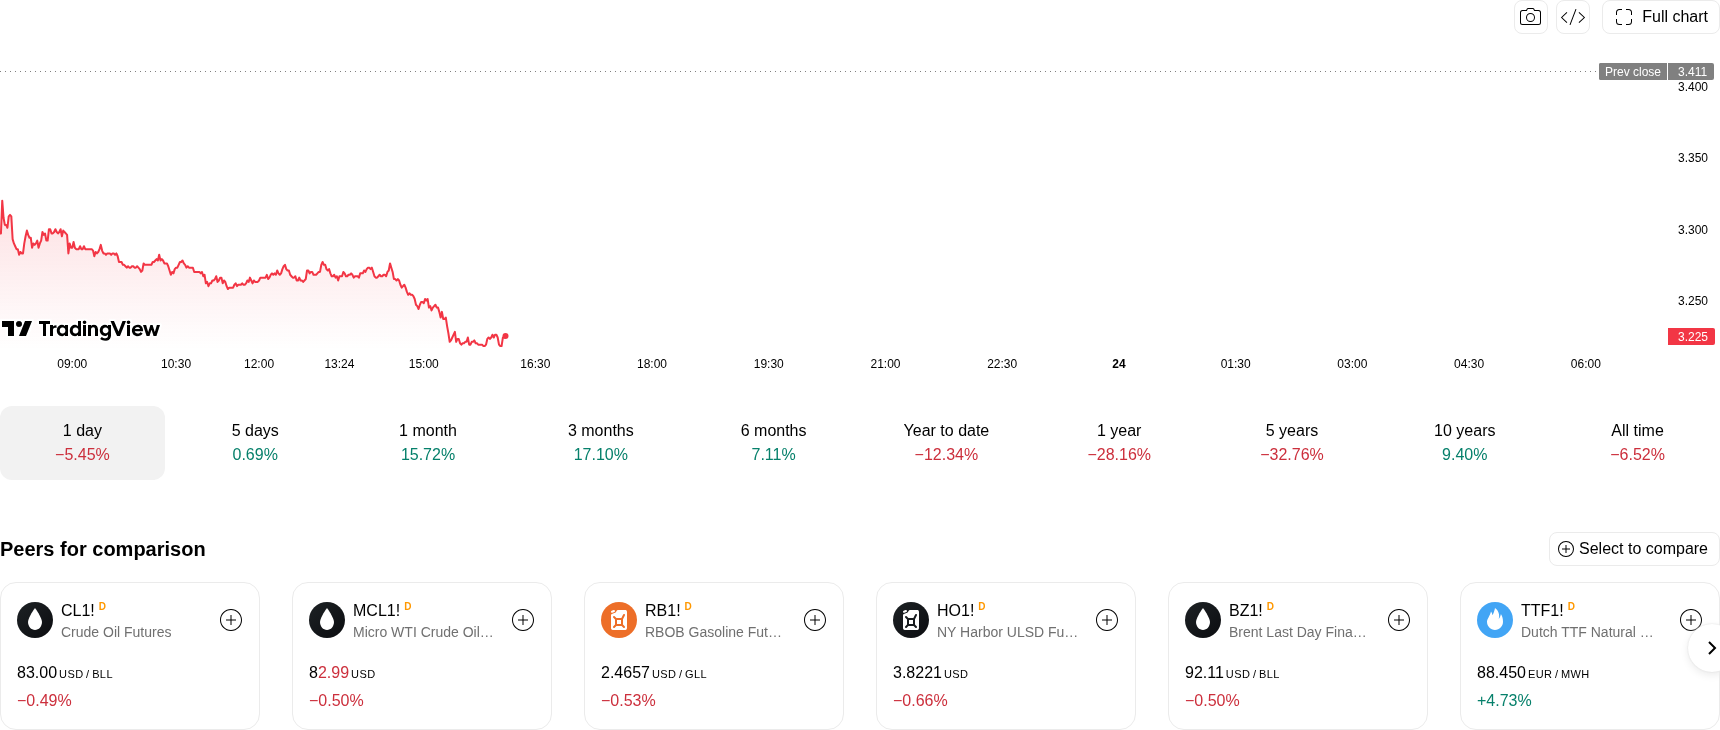 Full chart
Prev close 3.411
3.400
3.350
3.300
3.250
3.225
TradingView
09:00 10:30 12:00 13:24 15:00 16:30 18:00 19:30 21:00 22:30 24 01:30 03:00 04:30 06:00
1 day 5 days 1 month 3 months 6 months Year to date 1 year 5 years 10 years All time
−5.45% 0.69% 15.72% 17.10% 7.11% −12.34% −28.16% −32.76% 9.40% −6.52%
Peers for comparison
Select to compare
CL1! D
Crude Oil Futures
83.00 USD / BLL
−0.49%
MCL1! D
Micro WTI Crude Oil…
82.99 USD
−0.50%
RB1! D
RBOB Gasoline Fut…
2.4657 USD / GLL
−0.53%
HO1! D
NY Harbor ULSD Fu…
3.8221 USD
−0.66%
BZ1! D
Brent Last Day Fina…
92.11 USD / BLL
−0.50%
TTF1! D
Dutch TTF Natural …
88.450 EUR / MWH
+4.73%